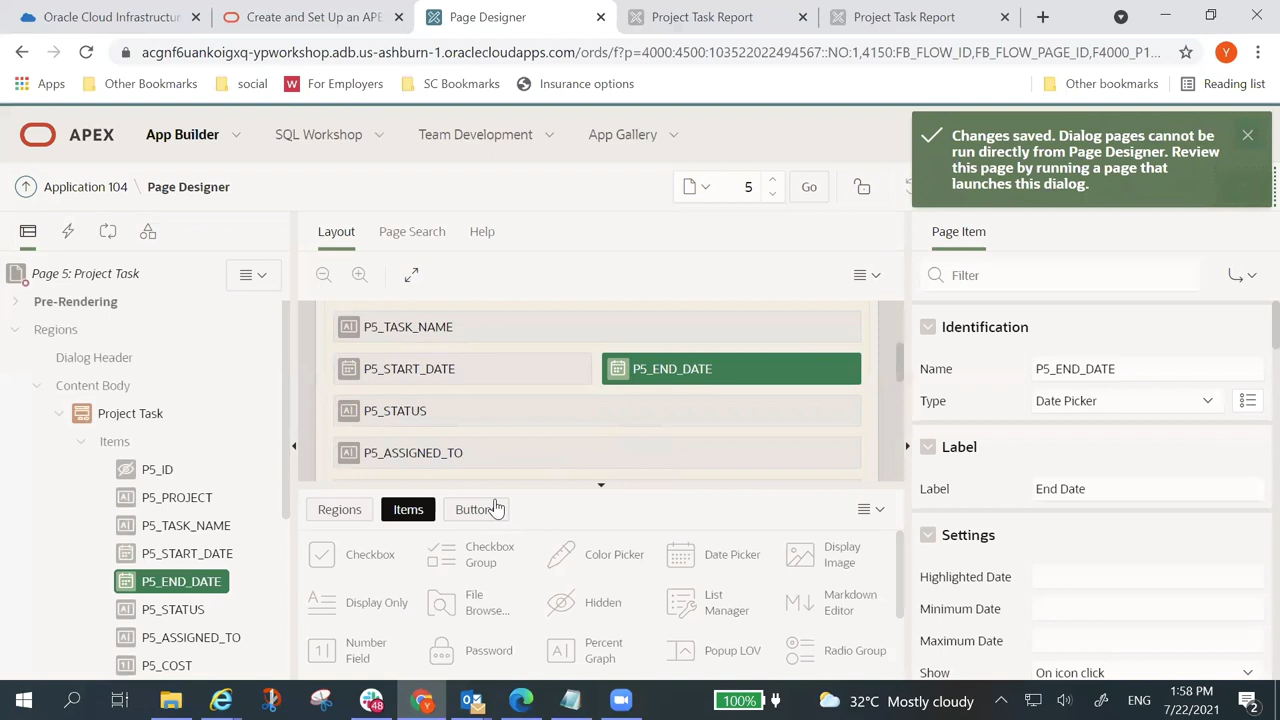 Oracle Cloud Infrastructure
Create and Set Up an APE
Page Designer
Project Task Report
Project Task Report
acgnf6uankoigxq-ypworkshop.adb.us-ashburn-1.oraclecloudapps.com/ords/f?p=4000:4500:103522022494567::NO:1,4150:FB_FLOW_ID,FB_FLOW_PAGE_ID,F4000_P1...
Y
Apps
Other Bookmarks
social
For Employers
SC Bookmarks
Insurance options
Other bookmarks
Reading list
APEX
App Builder
SQL Workshop
Team Development
App Gallery
Changes saved. Dialog pages cannot be
run directly from Page Designer. Review
this page by running a page that
launches this dialog.
Application 104
/
Page Designer
5
Go
Layout
Page Search
Help
Page Item
Page 5: Project Task
Filter
Pre-Rendering
Regions
Dialog Header
Content Body
Project Task
Items
P5_ID
P5_PROJECT
P5_TASK_NAME
P5_START_DATE
P5_END_DATE
P5_STATUS
P5_ASSIGNED_TO
P5_COST
P5_TASK_NAME
P5_START_DATE
P5_END_DATE
P5_STATUS
P5_ASSIGNED_TO
Regions
Items
Button
Checkbox
Checkbox
Group
Color Picker
Date Picker
Display
Image
Display Only
File
Browse...
Hidden
List
Manager
Markdown
Editor
Number
Field
Password
Percent
Graph
Popup LOV
Radio Group
Identification
Name
P5_END_DATE
Type
Date Picker
Label
Label
End Date
Settings
Highlighted Date
Minimum Date
Maximum Date
Show
On icon click
48
100%
32°C Mostly cloudy
ENG
1:58 PM
7/22/2021
2